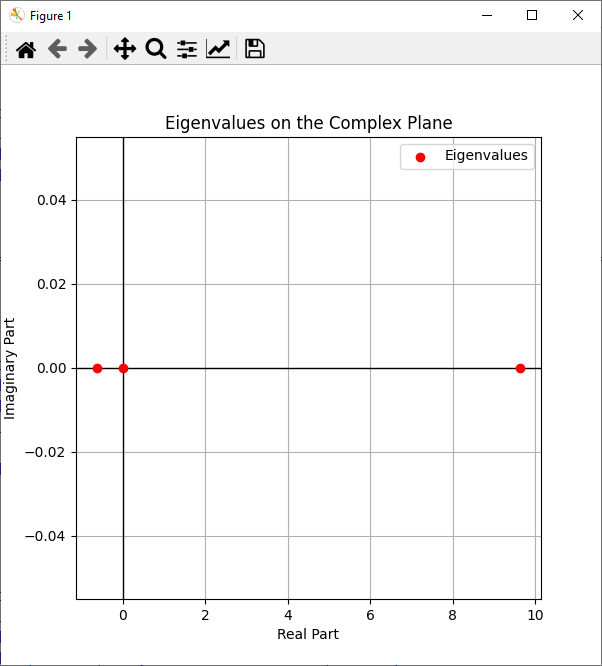 Figure 1
Eigenvalues on the Complex Plane
Eigenvalues
0.04
0.02
0.00
−0.02
−0.04
Imaginary Part
0 2 4 6 8 10
Real Part